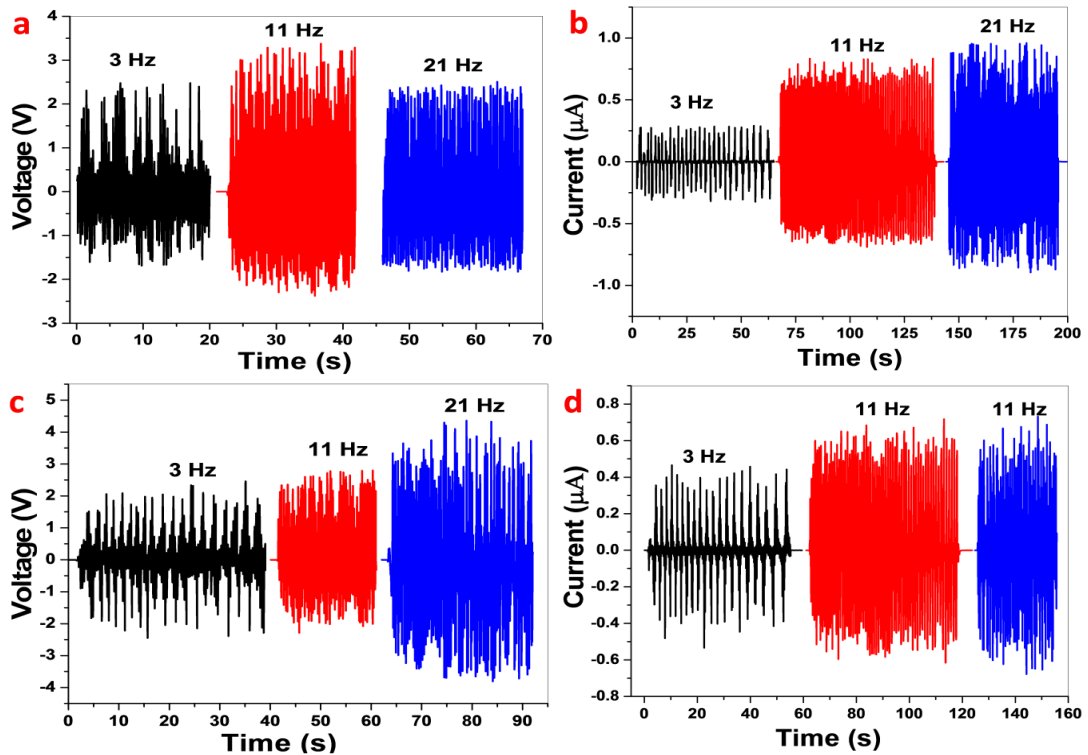 a
4
3
2
1
0
-1
-2
-3
Voltage (V)
3 Hz
11 Hz
21 Hz
0 10 20 30 40 50 60 70
Time (s)
b
1.0
0.5
0.0
-0.5
-1.0
Current (μA)
3 Hz
11 Hz
21 Hz
0 25 50 75 100 125 150 175 200
Time (s)
c
5
4
3
2
1
0
-1
-2
-3
-4
Voltage (V)
3 Hz
11 Hz
21 Hz
0 10 20 30 40 50 60 70 80 90
Time (s)
d
0.8
0.6
0.4
0.2
0.0
-0.2
-0.4
-0.6
-0.8
Current (μA)
3 Hz
11 Hz
11 Hz
0 20 40 60 80 100 120 140 160
Time (s)